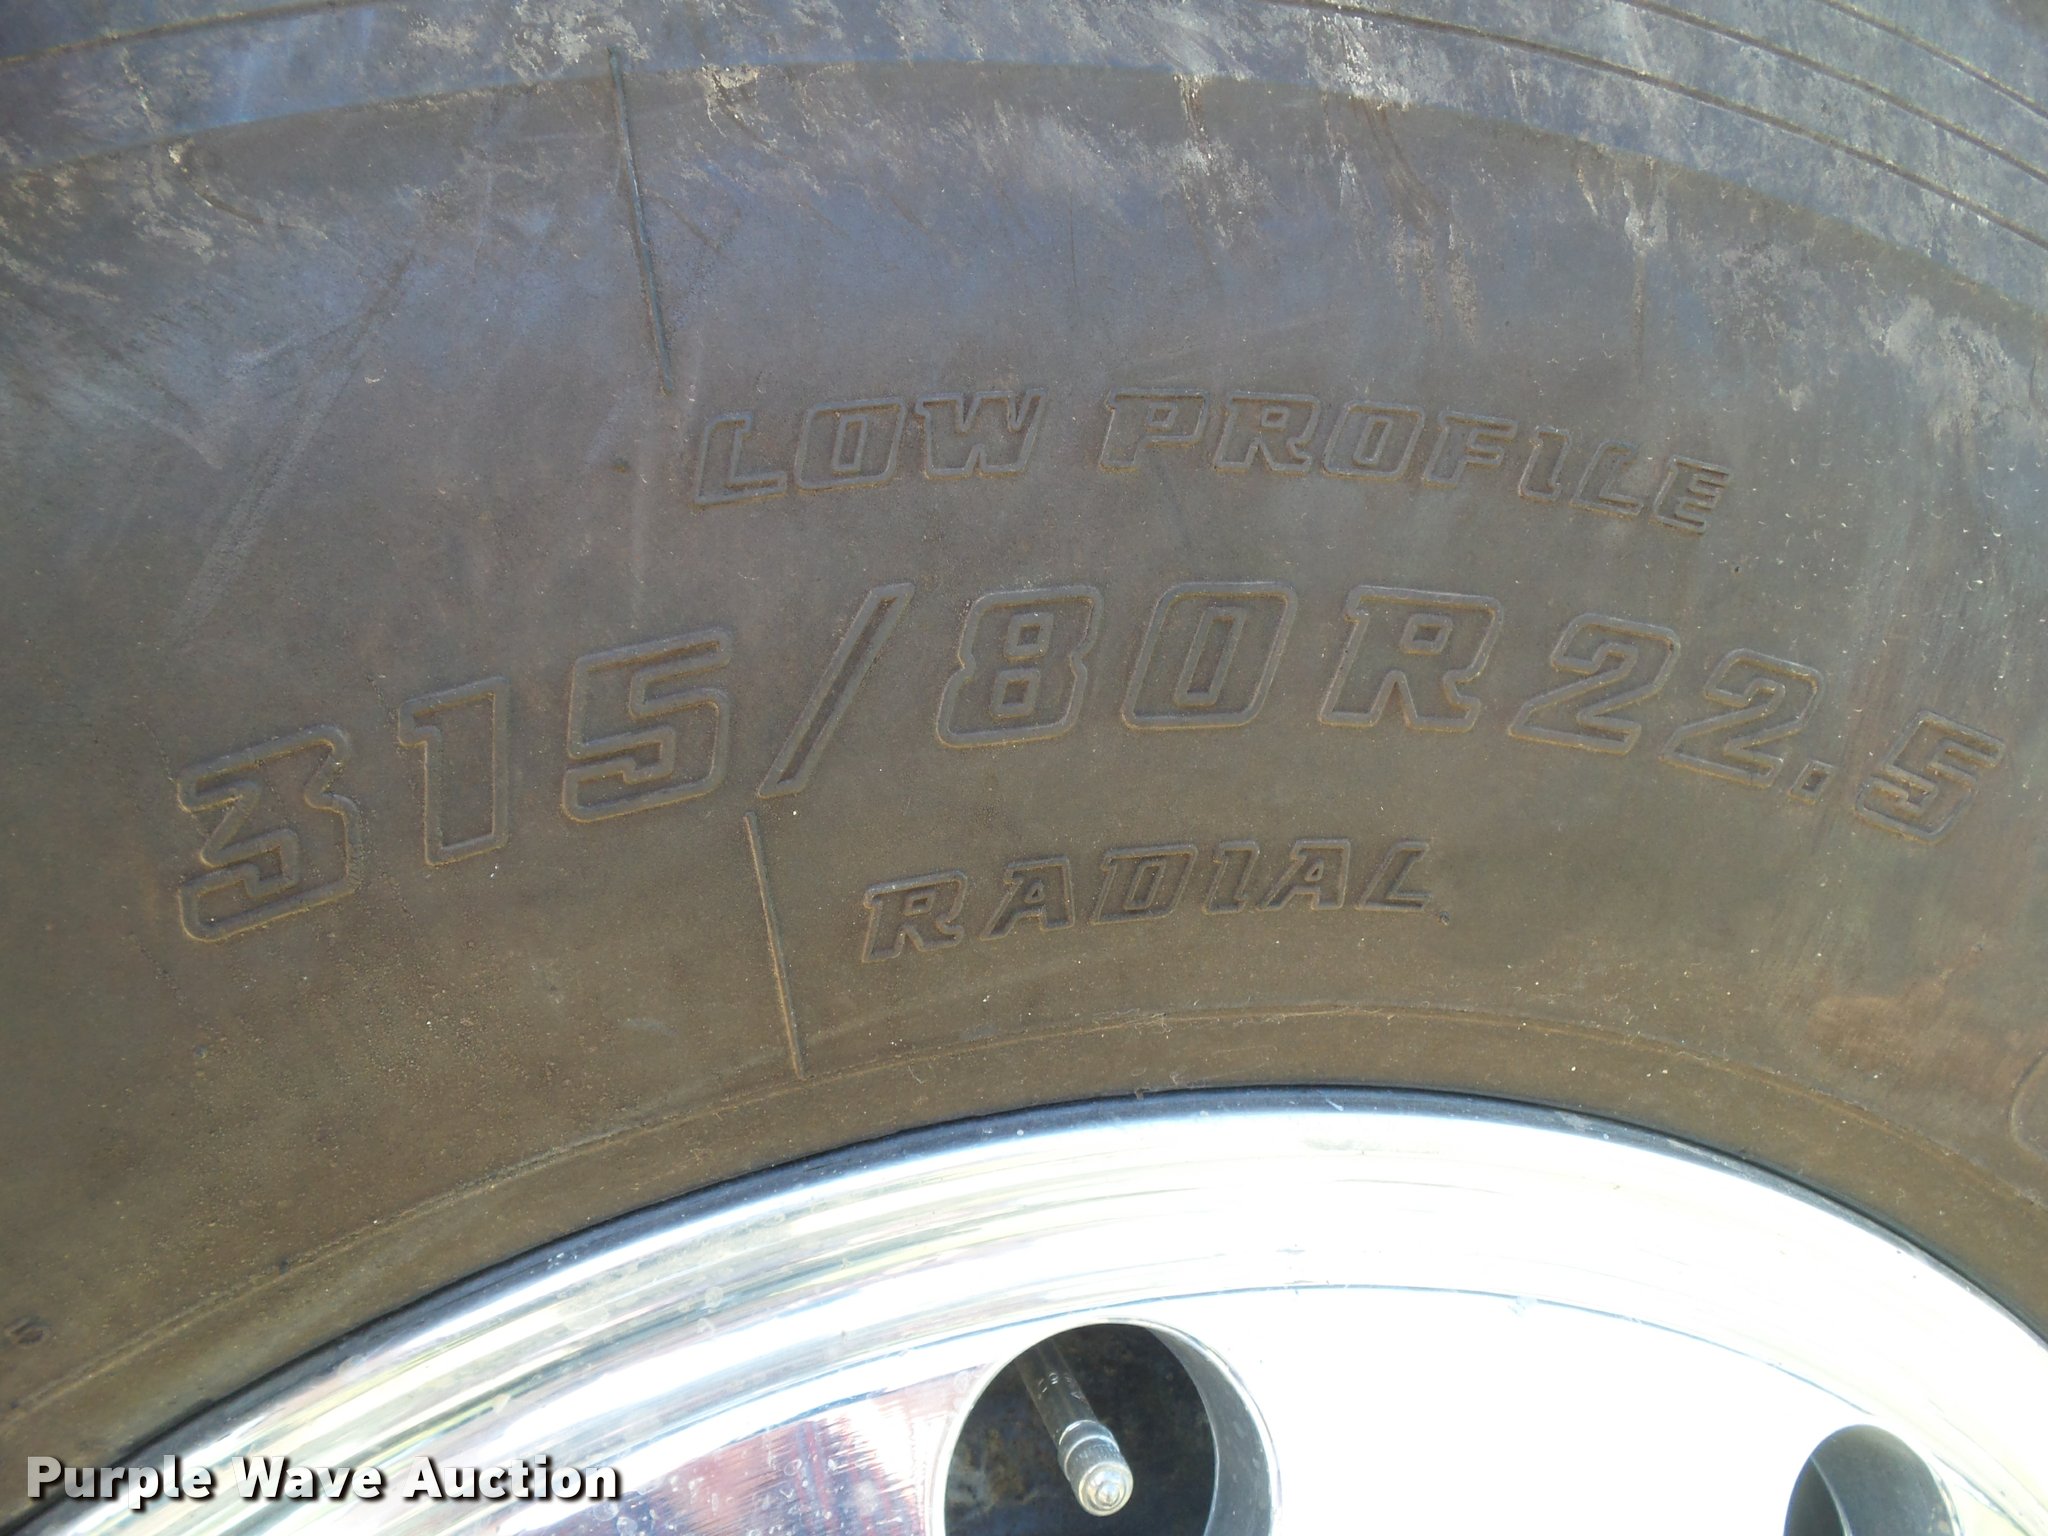 LOW PROFILE
315/80R22.5
RADIAL
Purple Wave Auction